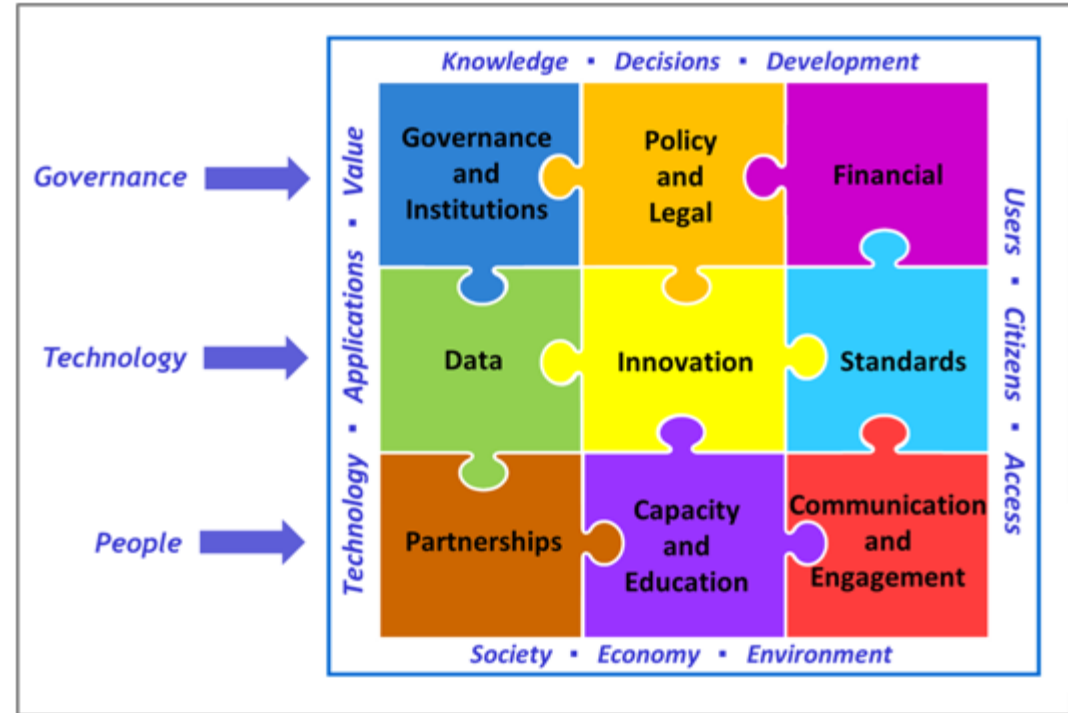 Knowledge ▪ Decisions ▪ Development
Governance
Technology ▪ Applications ▪ Value
Governance
and
Institutions
Policy
and
Legal
Financial
Users ▪ Citizens ▪ Access
Technology
Data
Innovation
Standards
People
Partnerships
Capacity
and
Education
Communication
and
Engagement
Society ▪ Economy ▪ Environment